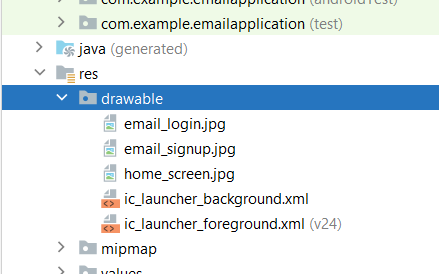 com.example.emailapplication (androidTest)
com.example.emailapplication (test)
java (generated)
res
drawable
email_login.jpg
email_signup.jpg
home_screen.jpg
ic_launcher_background.xml
ic_launcher_foreground.xml (v24)
mipmap
values